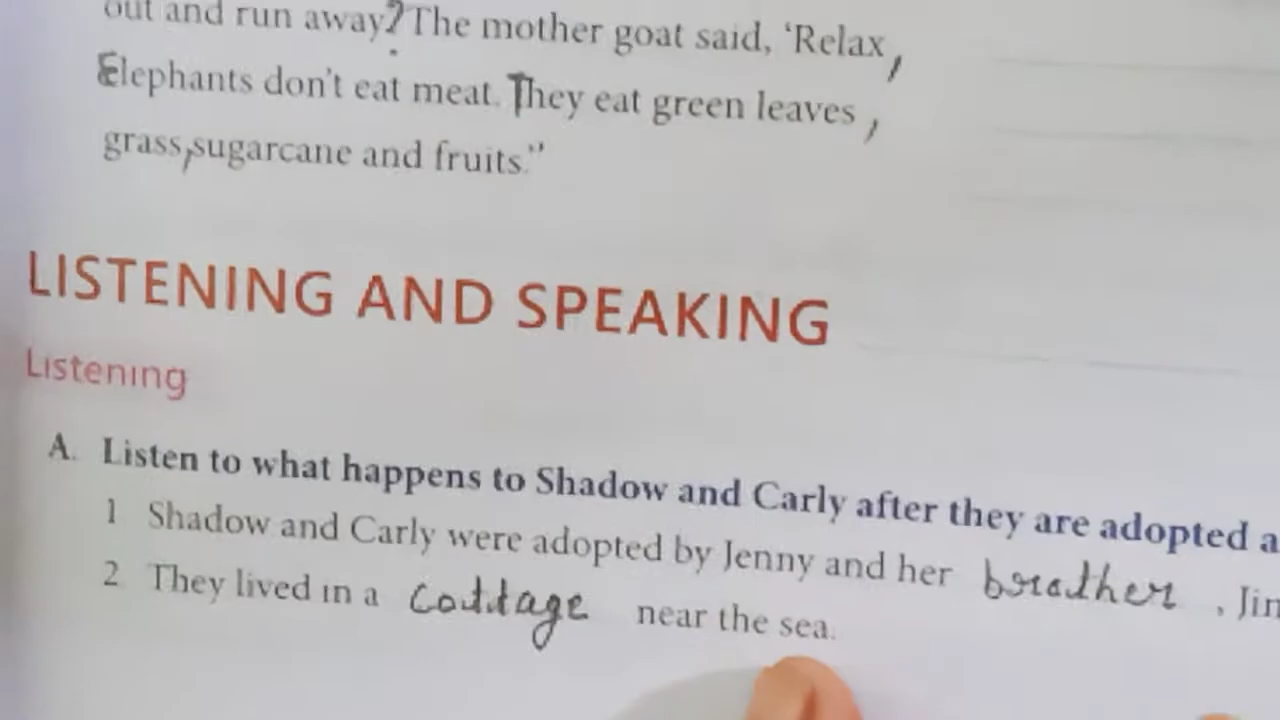 out and run away? The mother goat said, 'Relax,
Elephants don't eat meat. They eat green leaves,
grass, sugarcane and fruits."
LISTENING AND SPEAKING
Listening
A. Listen to what happens to Shadow and Carly after they are adopted a
1 Shadow and Carly were adopted by Jenny and her brother, Jin
2 They lived in a cottage near the sea.